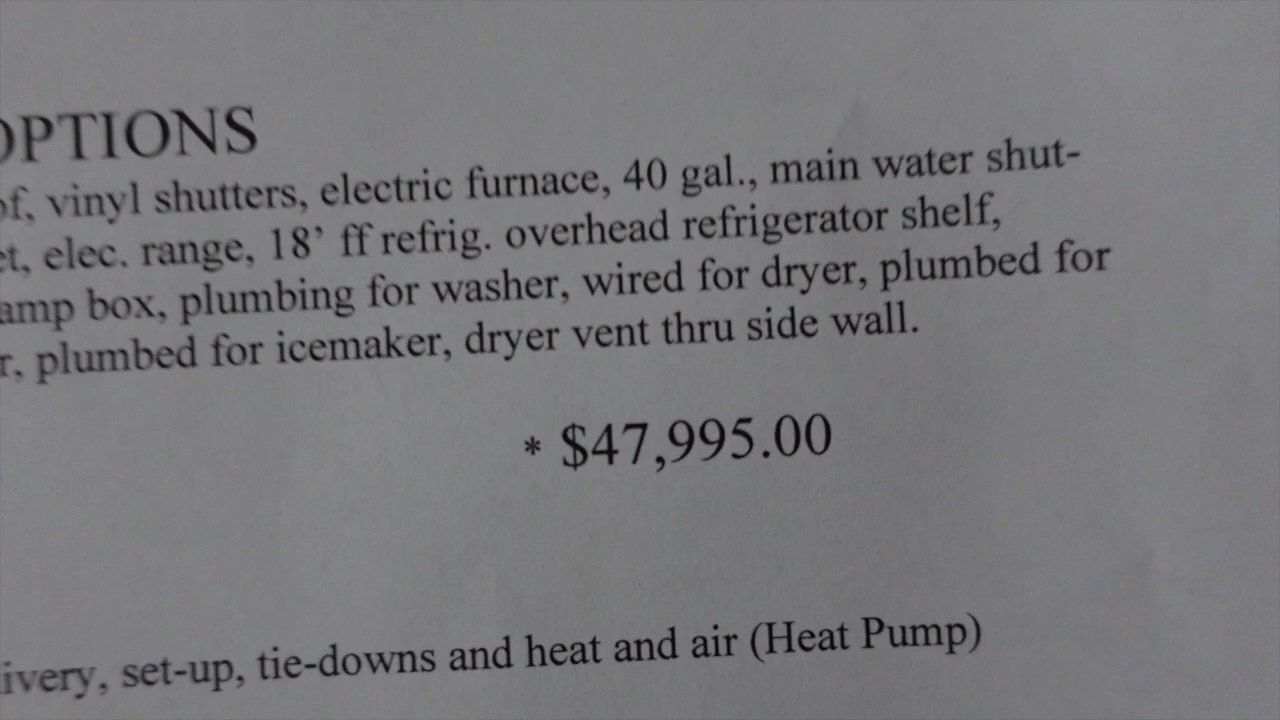 OPTIONS
vinyl shutters, electric furnace, 40 gal., main water shut-
elec. range, 18’ ff refrig. overhead refrigerator shelf,
amp box, plumbing for washer, wired for dryer, plumbed for
plumbed for icemaker, dryer vent thru side wall.
* $47,995.00
set-up, tie-downs and heat and air (Heat Pump)